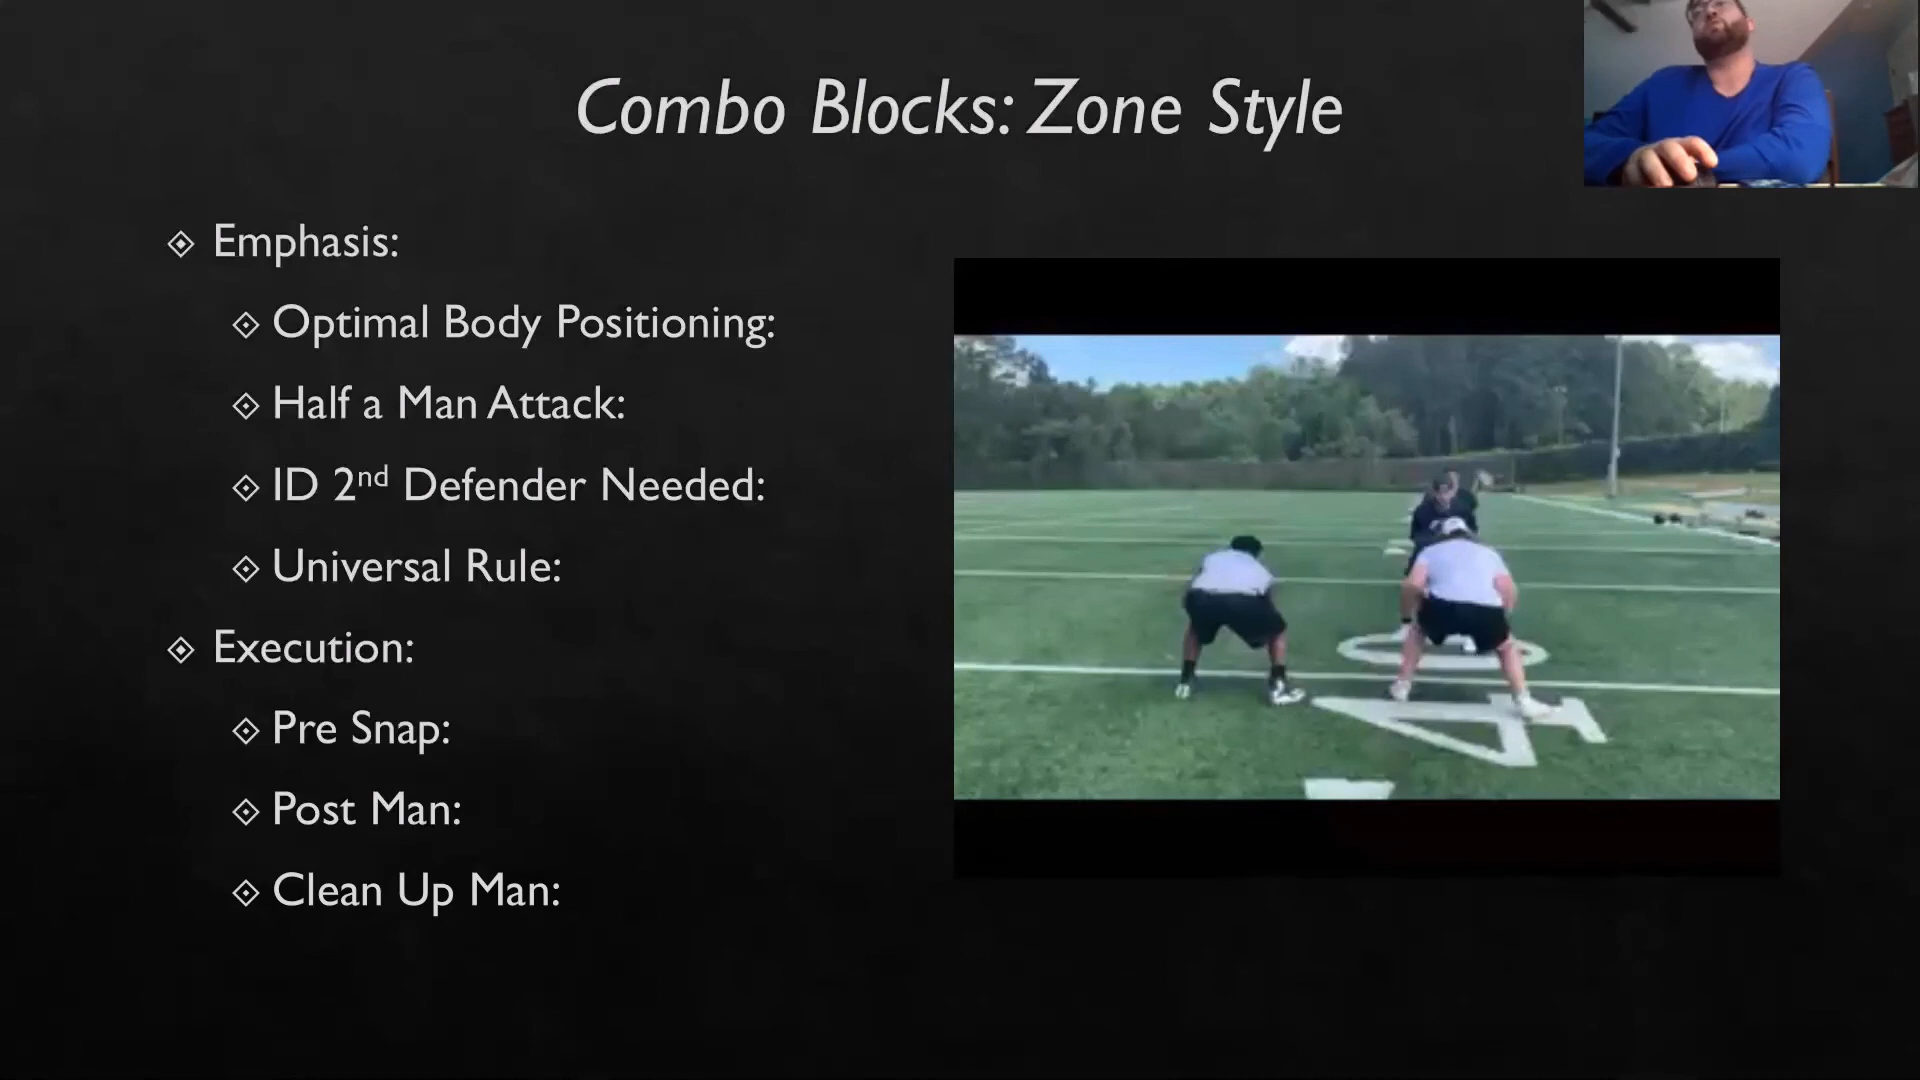 Combo Blocks: Zone Style
Emphasis:
Optimal Body Positioning:
Half a Man Attack:
ID 2nd Defender Needed:
Universal Rule:
Execution:
Pre Snap:
Post Man:
Clean Up Man:
40